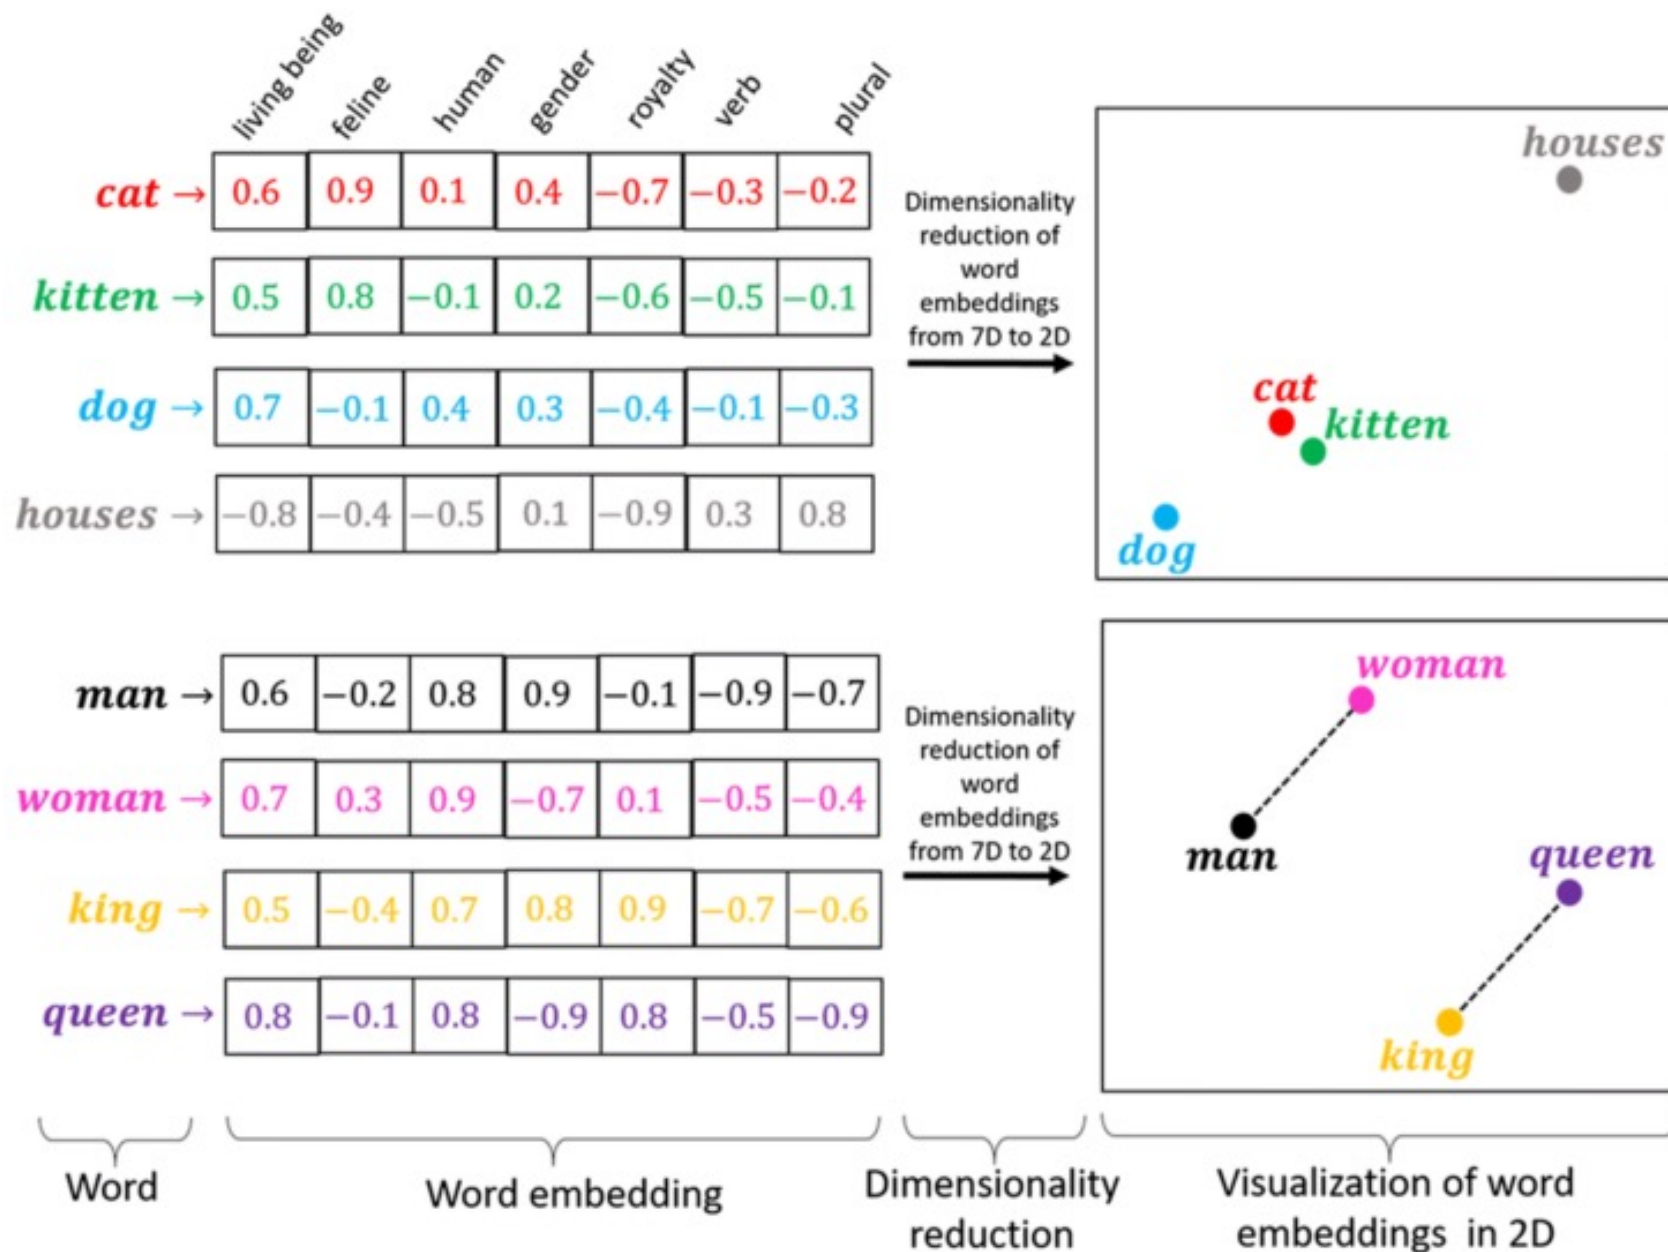 living being feline human gender royalty verb plural
cat → 0.6 0.9 0.1 0.4 −0.7 −0.3 −0.2
kitten → 0.5 0.8 −0.1 0.2 −0.6 −0.5 −0.1
dog → 0.7 −0.1 0.4 0.3 −0.4 −0.1 −0.3
houses → −0.8 −0.4 −0.5 0.1 −0.9 0.3 0.8
Dimensionality
reduction of
word
embeddings
from 7D to 2D
houses
cat
kitten
dog
man → 0.6 −0.2 0.8 0.9 −0.1 −0.9 −0.7
woman → 0.7 0.3 0.9 −0.7 0.1 −0.5 −0.4
king → 0.5 −0.4 0.7 0.8 0.9 −0.7 −0.6
queen → 0.8 −0.1 0.8 −0.9 0.8 −0.5 −0.9
Dimensionality
reduction of
word
embeddings
from 7D to 2D
woman
man
queen
king
Word
Word embedding
Dimensionality
reduction
Visualization of word
embeddings in 2D